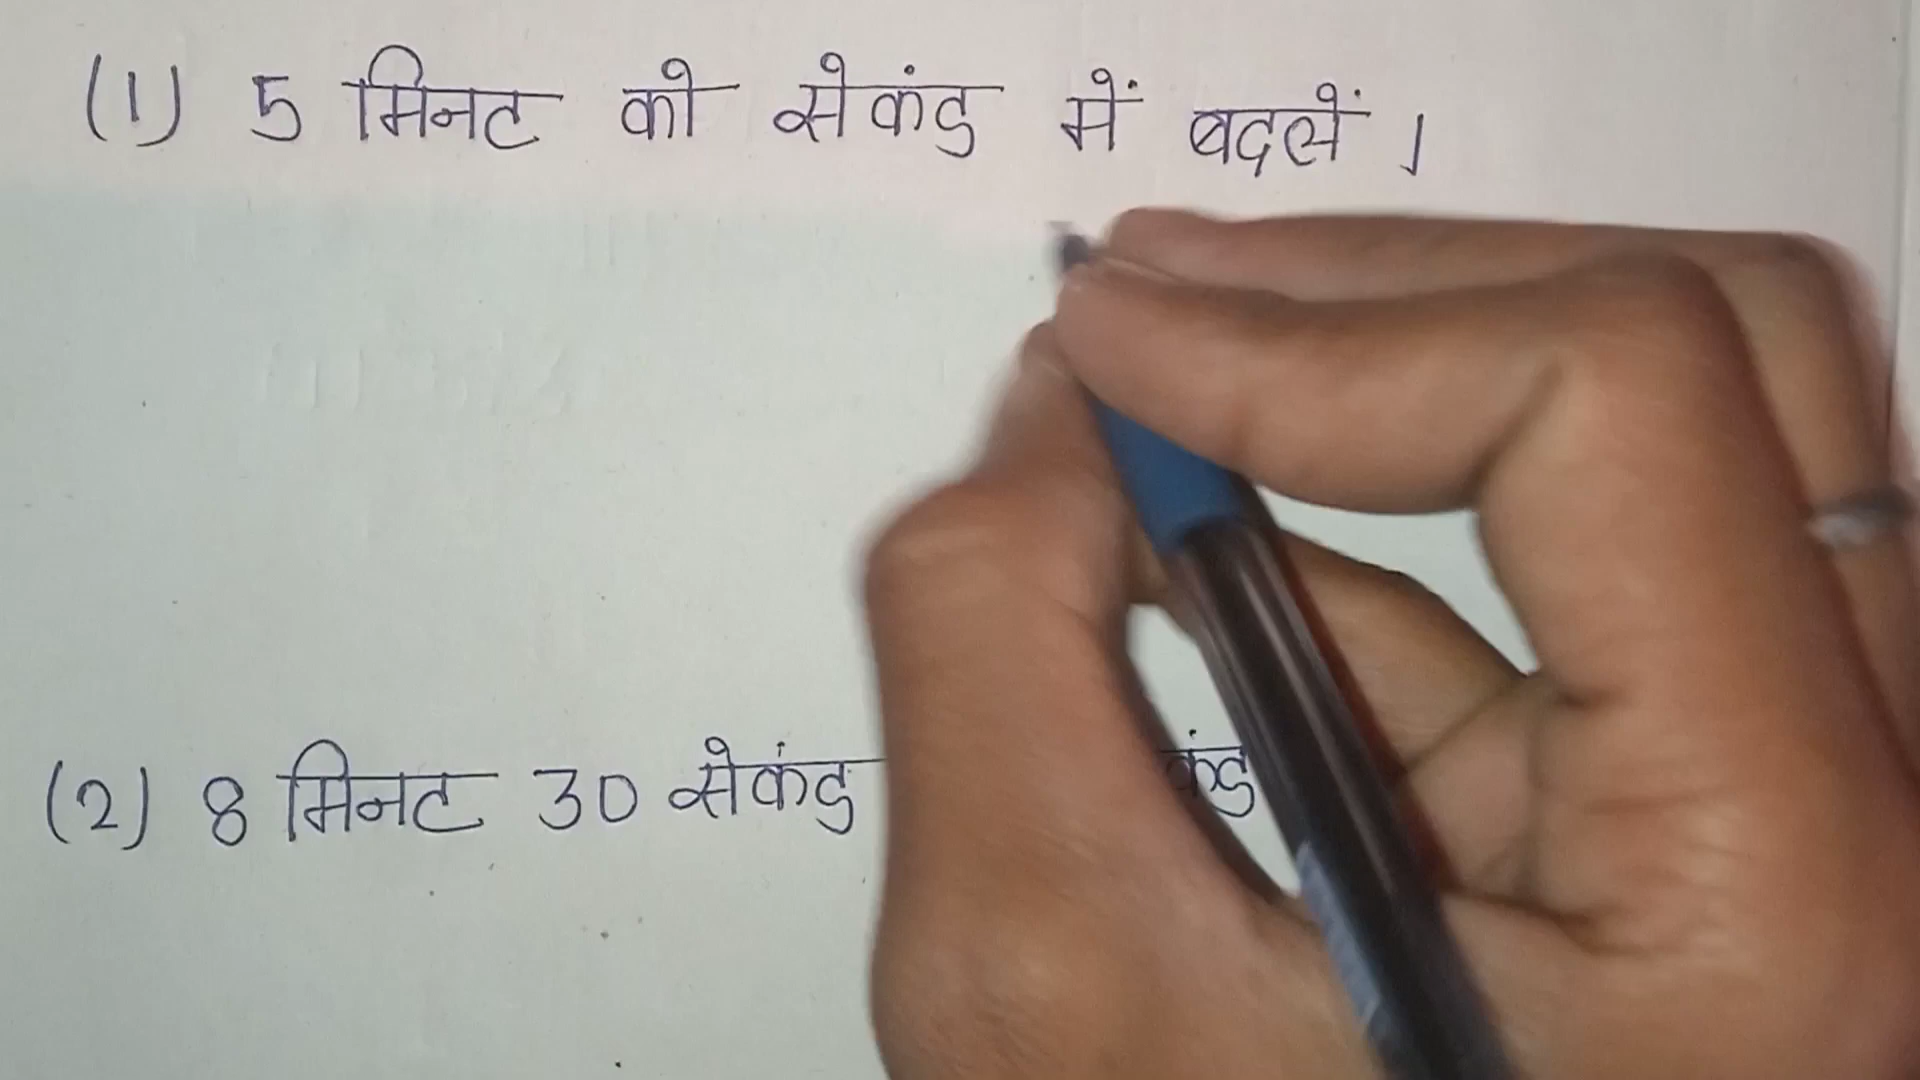 (1) 5 मिनट को सेकंड में बदलें ।
(2) 8 मिनट 30 सेकंड